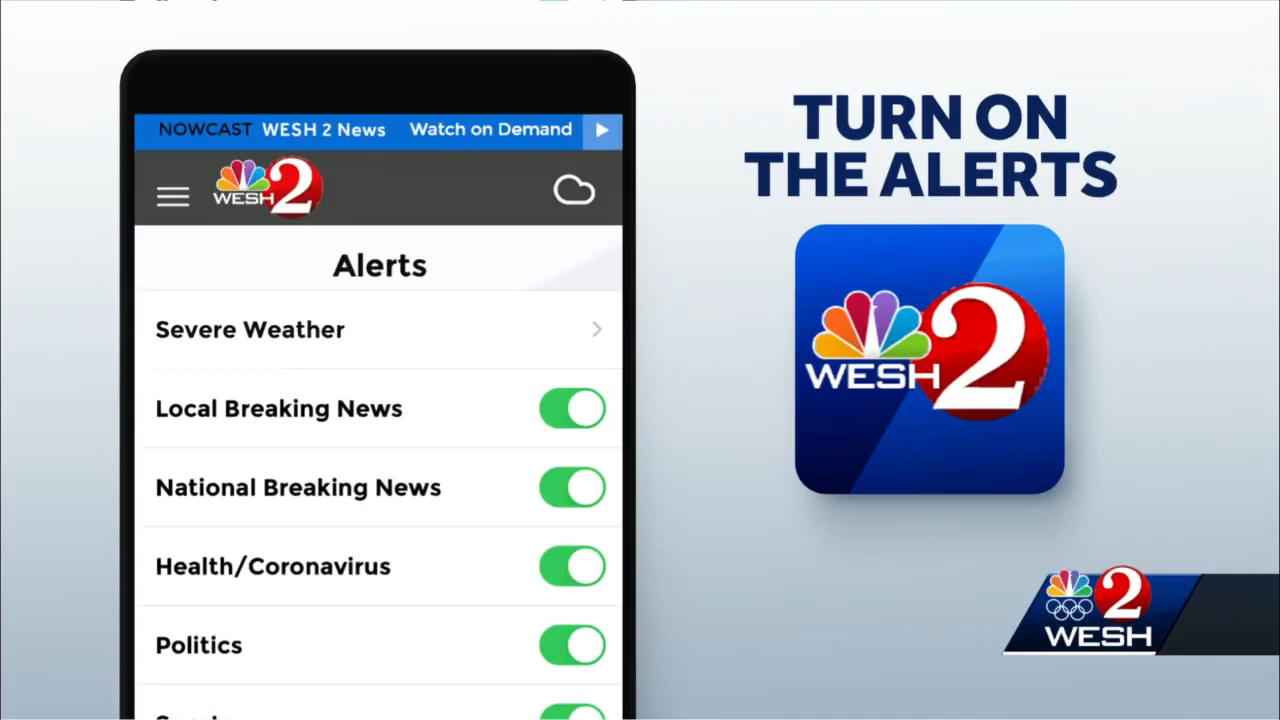 NOWCAST WESH 2 News Watch on Demand
WESH 2
Alerts
Severe Weather
Local Breaking News
National Breaking News
Health/Coronavirus
Politics
TURN ON
THE ALERTS
WESH 2
2
WESH